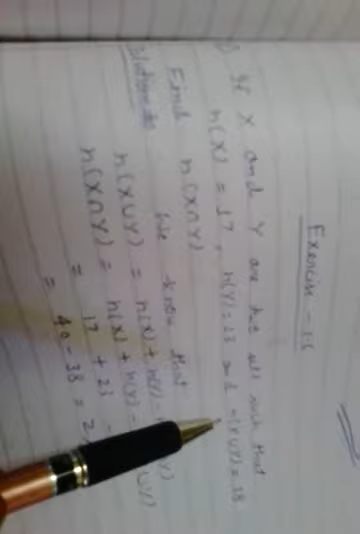 Exercise - 1.6
If X and Y are two sets such that
n(X) = 17, n(Y) = 23 and n(X∪Y) = 38
Find n(X∩Y)
Solution:- We know that
n(X∪Y) = n(X) + n(Y) - Y)
n(X∩Y) = n(X) + n(Y) - ∪Y)
= 17 + 23 -
= 40 - 38 = 2